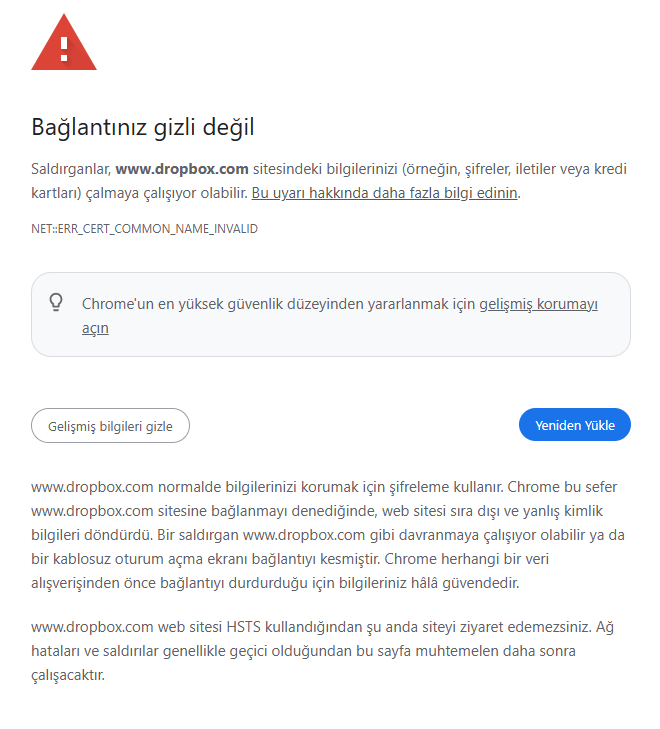 Bağlantınız gizli değil
Saldırganlar, www.dropbox.com sitesindeki bilgilerinizi (örneğin, şifreler, iletiler veya kredi
kartları) çalmaya çalışıyor olabilir. Bu uyarı hakkında daha fazla bilgi edinin.
NET::ERR_CERT_COMMON_NAME_INVALID
Chrome'un en yüksek güvenlik düzeyinden yararlanmak için gelişmiş korumayı
açın
Gelişmiş bilgileri gizle
Yeniden Yükle
www.dropbox.com normalde bilgilerinizi korumak için şifreleme kullanır. Chrome bu sefer
www.dropbox.com sitesine bağlanmayı denediğinde, web sitesi sıra dışı ve yanlış kimlik
bilgileri döndürdü. Bir saldırgan www.dropbox.com gibi davranmaya çalışıyor olabilir ya da
bir kablosuz oturum açma ekranı bağlantıyı kesmiştir. Chrome herhangi bir veri
alışverişinden önce bağlantıyı durdurduğu için bilgileriniz hâlâ güvendedir.
www.dropbox.com web sitesi HSTS kullandığından şu anda siteyi ziyaret edemezsiniz. Ağ
hataları ve saldırılar genellikle geçici olduğundan bu sayfa muhtemelen daha sonra
çalışacaktır.